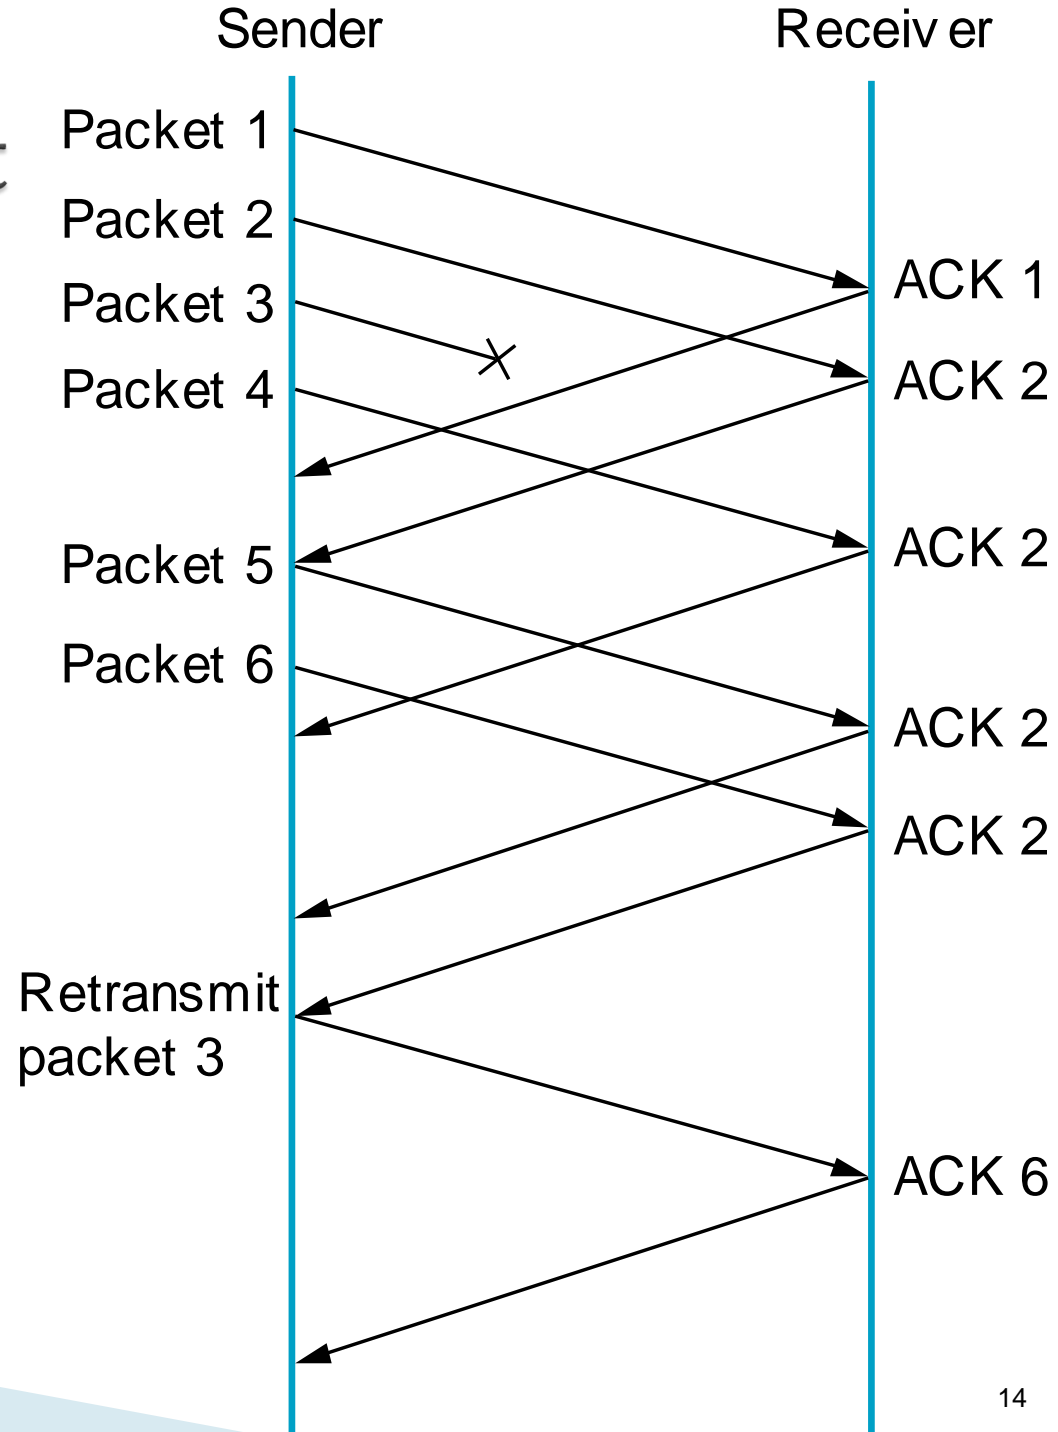 Sender Receiver
Packet 1
Packet 2
ACK 1
Packet 3
ACK 2
Packet 4
ACK 2
Packet 5
Packet 6
ACK 2
ACK 2
Retransmit
packet 3
ACK 6
14